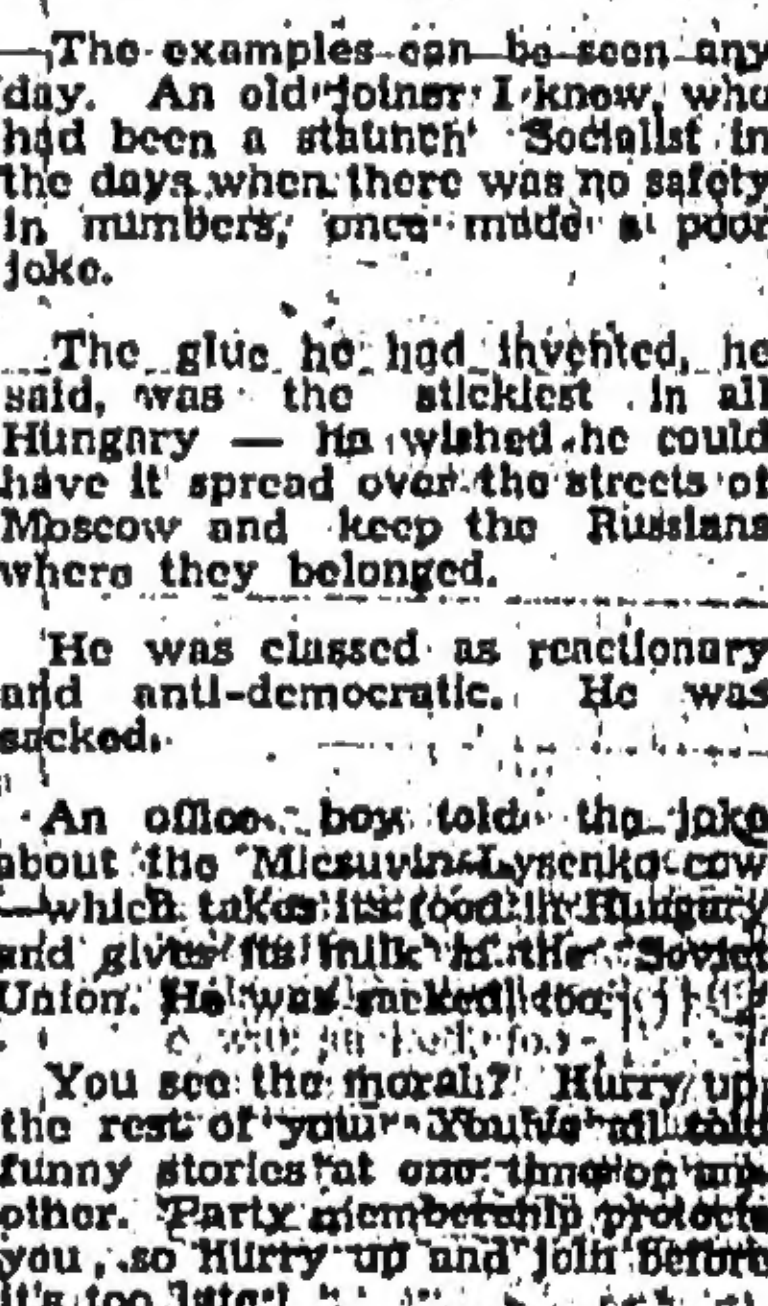 The examples can be seen any
day. An old joiner I know, who
had been a staunch Socialist in
the days when there was no safety
in numbers, once made a poor
joke.
The glue he had invented, he
said, was the stickiest in all
Hungary — he wished he could
have it spread over the streets of
Moscow and keep the Russians
where they belonged.
He was classed as reactionary
and anti-democratic. He was
sacked.
An office boy told the joke
about the Micsuvin-Lysenko cow
—which takes its food in Hungary
and gives its milk in the Soviet
Union. He was sacked too.
You see the moral? Hurry up,
the rest of you. You've all told
funny stories at one time or an-
other. Party membership protects
you, so hurry up and join before
it's too late!